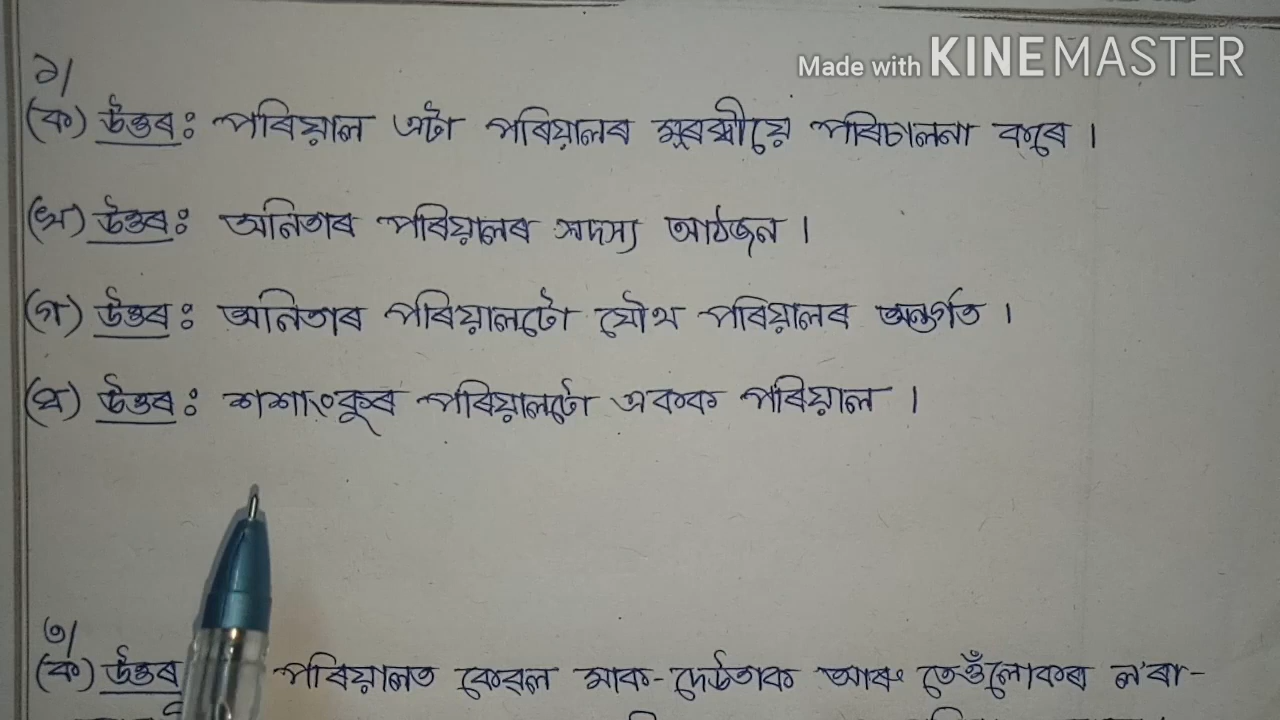 Made with KINEMASTER
১/
(ক) উত্তৰঃ পৰিয়াল এটা পৰিয়ালৰ মুৰব্বীয়ে পৰিচালনা কৰে ।
(খ) উত্তৰঃ অনিতাৰ পৰিয়ালৰ সদস্য আঠজন ।
(গ) উত্তৰঃ অনিতাৰ পৰিয়ালটো যৌথ পৰিয়ালৰ অন্তৰ্গত ।
(ঘ) উত্তৰঃ শশাংকৰ পৰিয়ালটো একক পৰিয়াল ।
৩/
(ক) উত্তৰ পৰিয়ালত কেৱল মাক-দেউতাক আৰু তেওঁলোকৰ ল'ৰা-